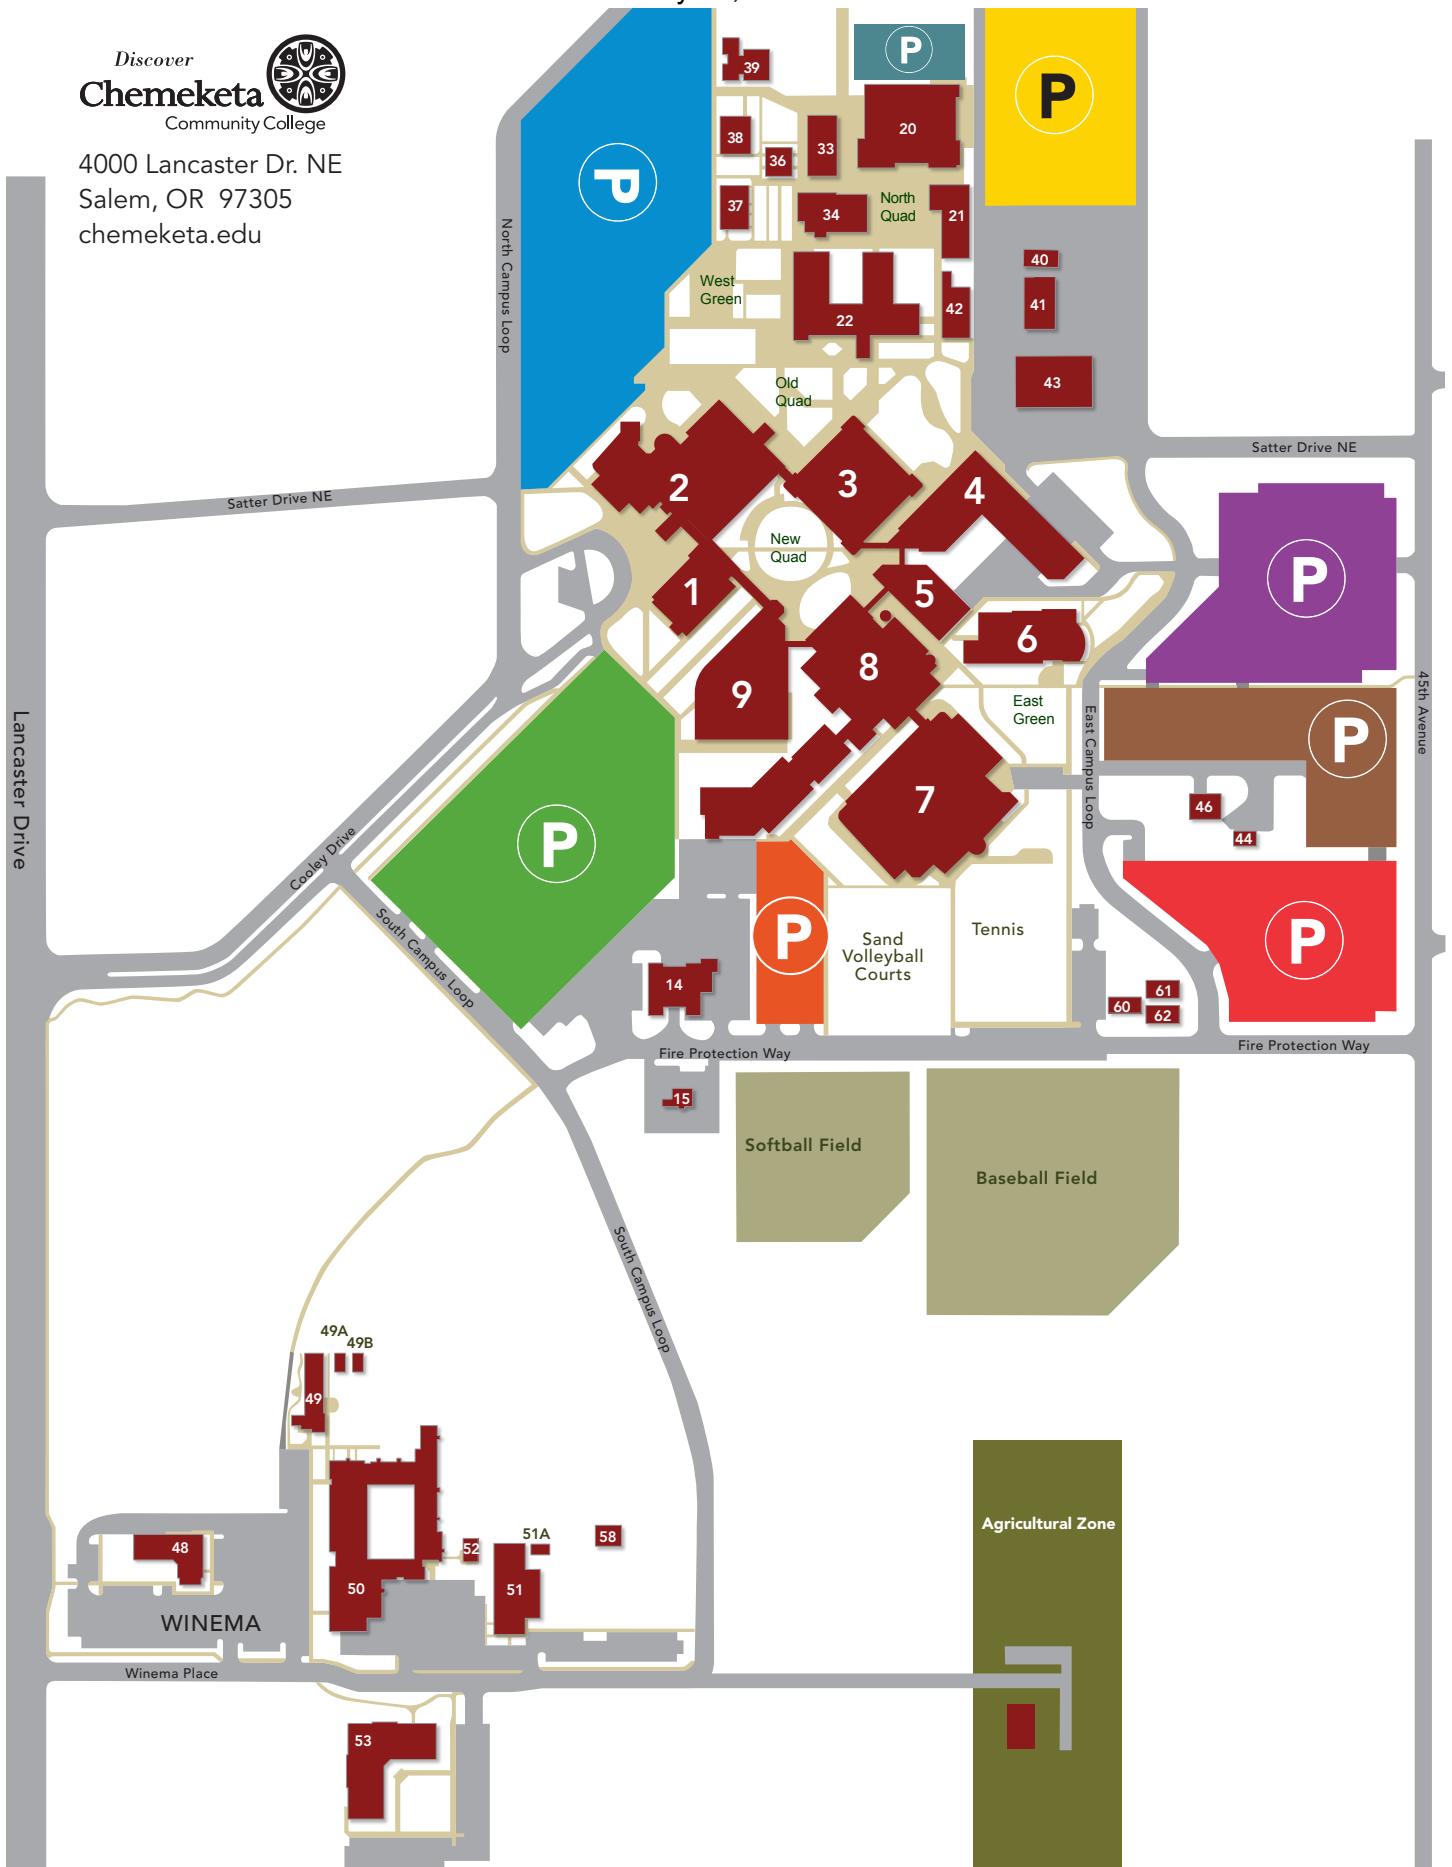 Discover
Chemeketa
Community College
4000 Lancaster Dr. NE
Salem, OR 97305
chemeketa.edu
P
P
P
39
38
36
33
20
37
34
North
Quad
21
40
41
42
43
West
Green
22
North Campus Loop
Old
Quad
Satter Drive NE
Satter Drive NE
2
3
4
New
Quad
1
5
6
8
9
7
P
East
Green
East Campus Loop
45th Avenue
P
46
44
Lancaster Drive
Cooley Drive
South Campus Loop
P
P
Sand
Volleyball
Courts
Tennis
P
14
60
61
62
Fire Protection Way
Fire Protection Way
15
Softball Field
Baseball Field
South Campus Loop
49A
49B
49
Agricultural Zone
48
52
51A
58
50
51
WINEMA
Winema Place
53